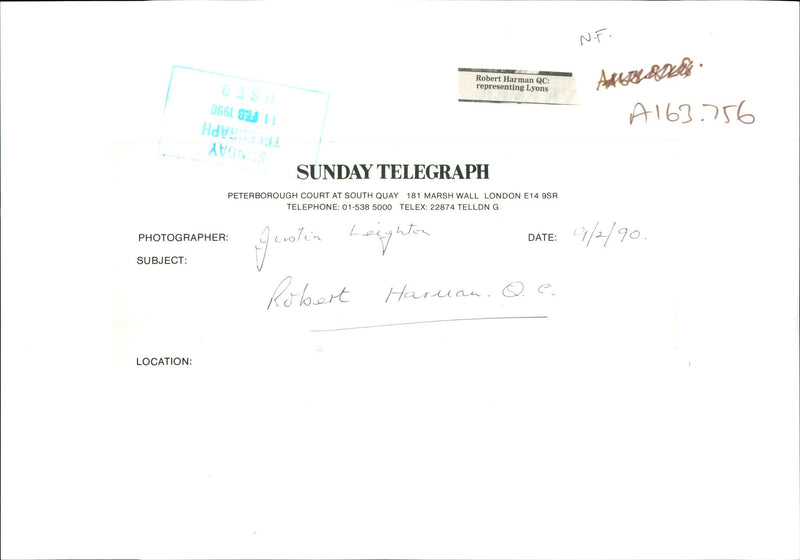 N.F.
Robert Harman QC:
representing Lyons
A163.756
SUNDAY
TELEGRAPH
11 FEB 1990
USED
SUNDAY TELEGRAPH
PETERBOROUGH COURT AT SOUTH QUAY 181 MARSH WALL LONDON E14 9SR
TELEPHONE: 01-538 5000 TELEX: 22874 TELLDN G
PHOTOGRAPHER: Justin Leighton DATE: 9/2/90.
SUBJECT:
Robert Harman. Q.C.
LOCATION: